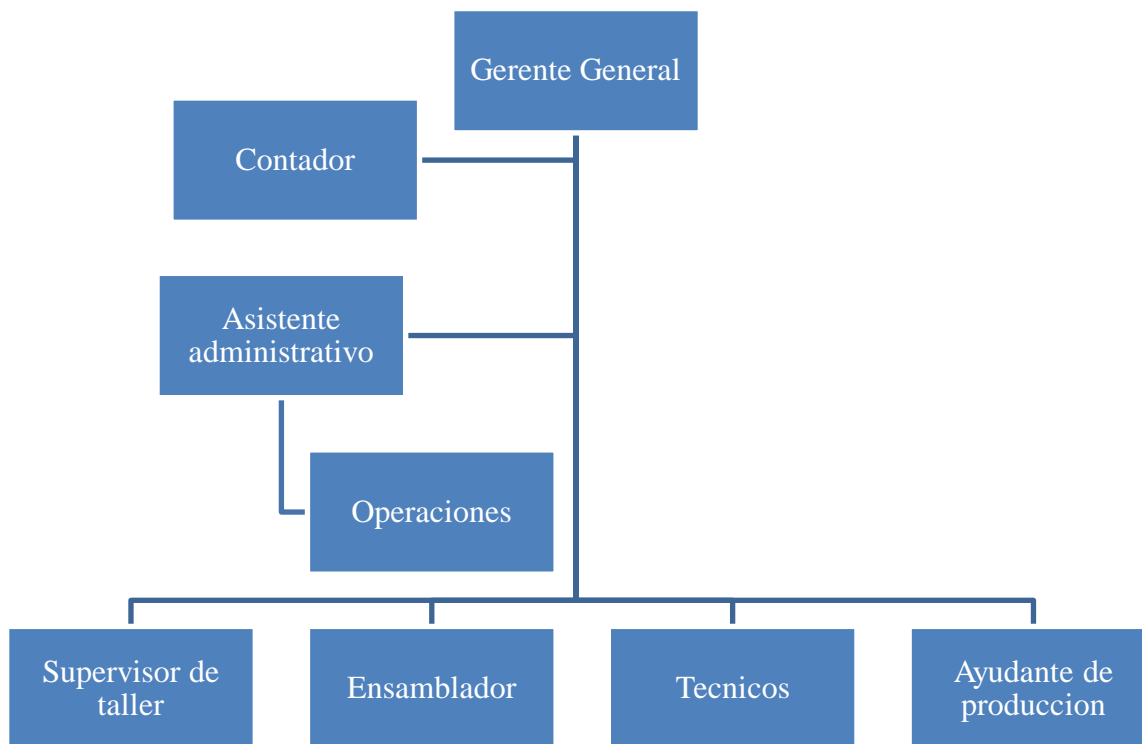 Gerente General
Contador
Asistente
administrativo
Operaciones
Supervisor de
taller
Ensamblador
Tecnicos
Ayudante de
produccion